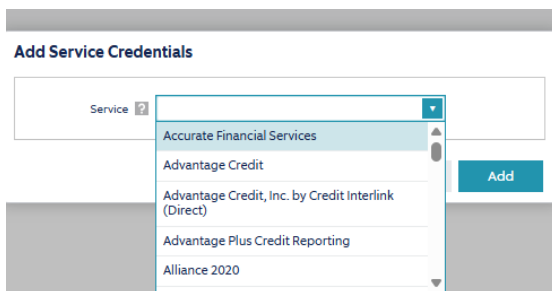 Add Service Credentials
Service ?
Accurate Financial Services
Advantage Credit
Advantage Credit, Inc. by Credit Interlink
(Direct)
Add
Advantage Plus Credit Reporting
Alliance 2020